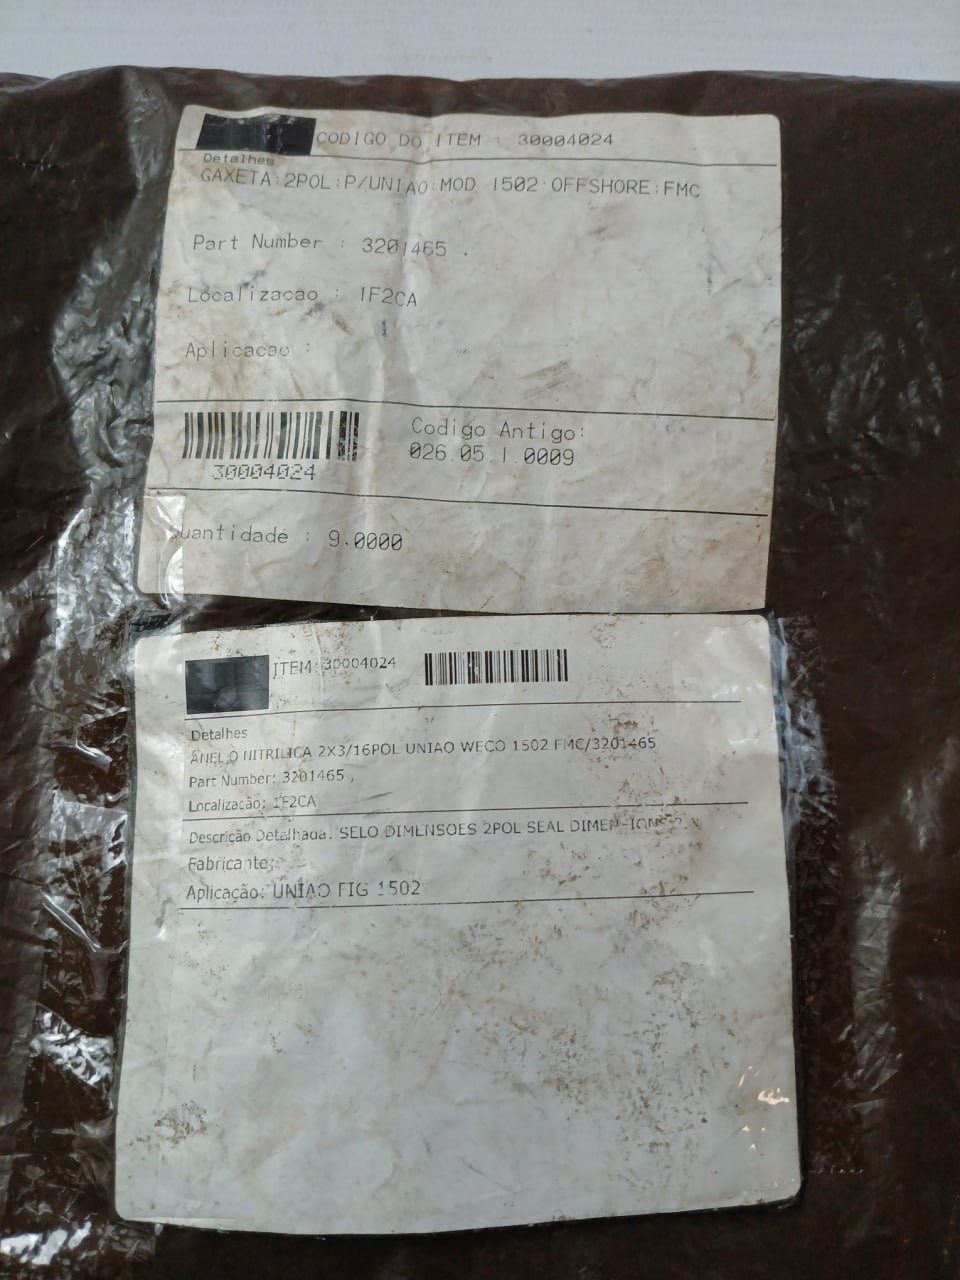 CODIGO DO ITEM : 30004024
Detalhes
GAXETA:2POL:P/UNIAO:MOD 1502:OFFSHORE:FMC
Part Number : 3201465 .
Localizacao : 1F2CA
Aplicacao :
Codigo Antigo:
026.05.1.0009
30004024
Quantidade : 9.0000
ITEM: 30004024
Detalhes
ANEL:O NITRILICA 2X3/16POL UNIAO WECO 1502 FMC/3201465
Part Number: 3201465 ,
Localização: 1F2CA
Descrição Detalhada: SELO DIMENSOES 2POL SEAL
Fabricante:
Aplicação: UNIAO FIG 1502